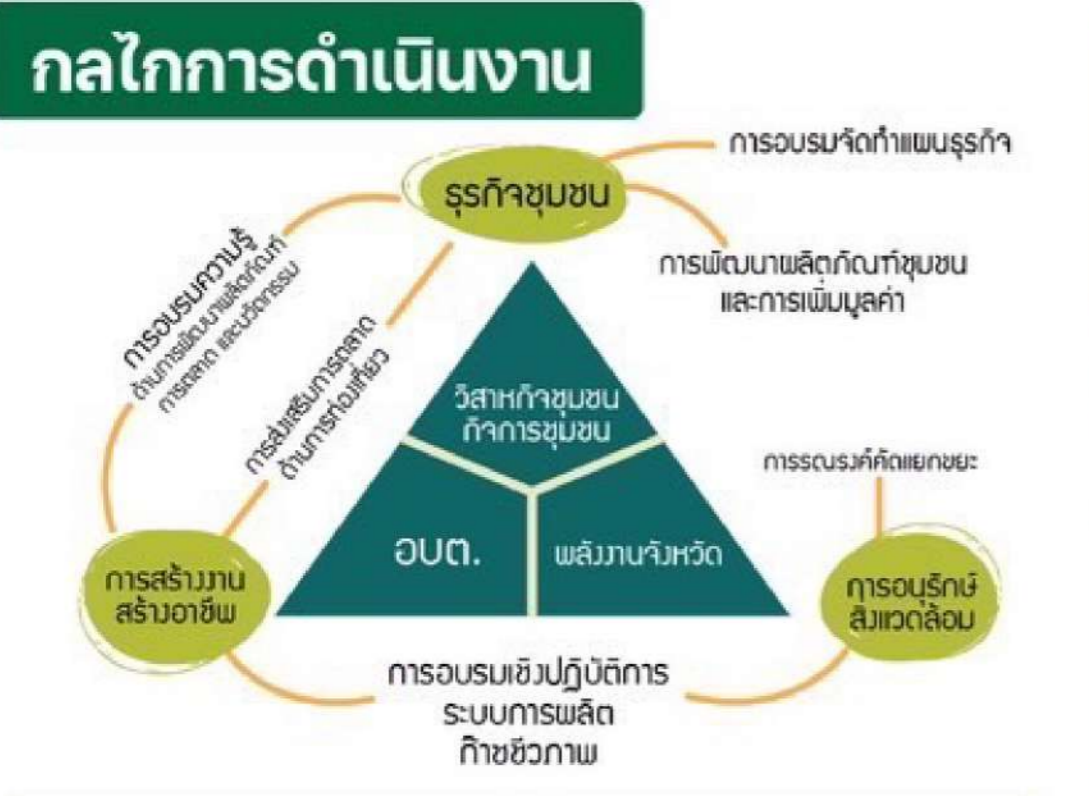 กลไกการดำเนินงาน
การอบรมจัดทำแผนธุรกิจ
ธุรกิจชุมชน
การพัฒนาผลิตภัณฑ์ชุมชน
และการเพิ่มมูลค่า
การอบรมความรู้
ด้านการพัฒนาผลิตภัณฑ์
การตลาด และนวัตกรรม
การส่งเสริมการตลาด
ด้านการท่องเที่ยว
วิสาหกิจชุมชน
กิจการชุมชน
การรณรงค์คัดแยกขยะ
อบต.
พลังงานจังหวัด
การสร้างงาน
สร้างอาชีพ
การอนุรักษ์
สิ่งแวดล้อม
การอบรมเชิงปฏิบัติการ
ระบบการผลิต
ก๊าซชีวภาพ